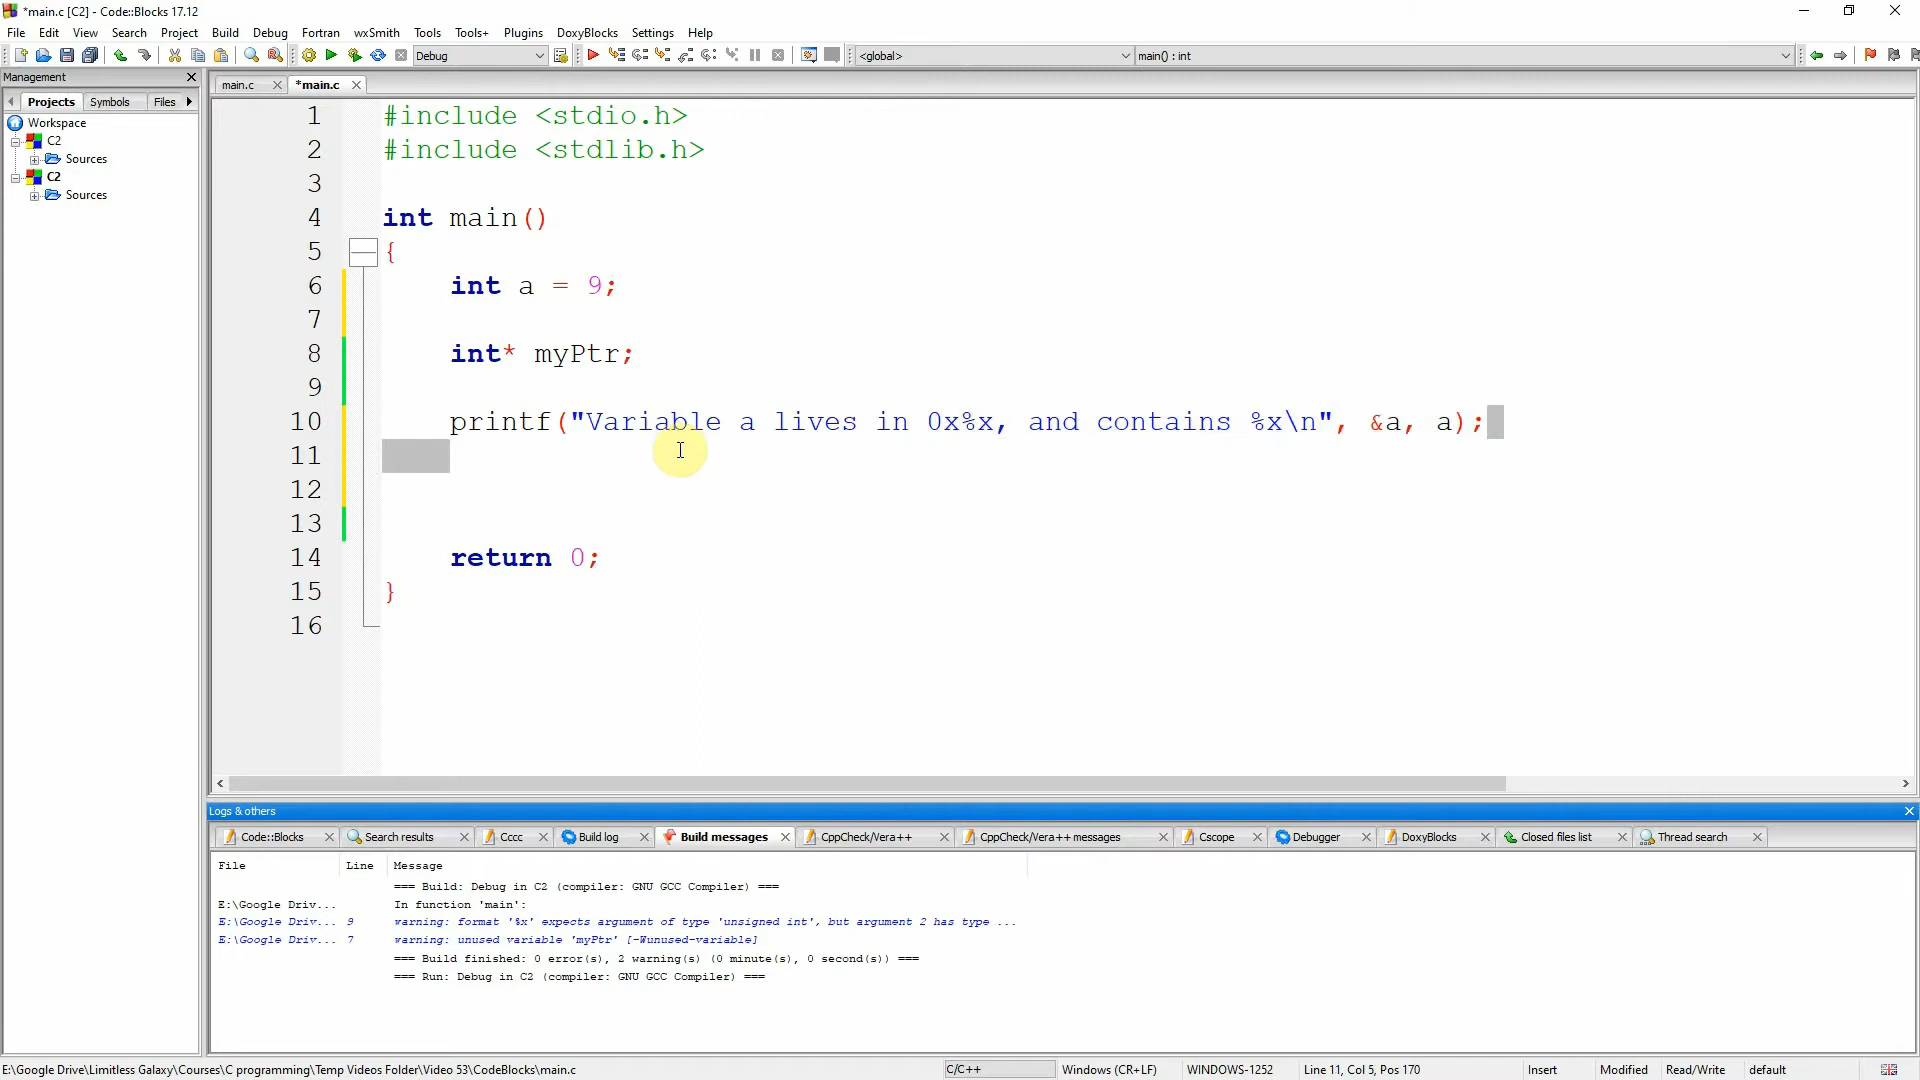 *main.c [C2] - Code::Blocks 17.12
File Edit View Search Project Build Debug Fortran wxSmith Tools Tools+ Plugins DoxyBlocks Settings Help
Debug <global> main() : int
Management
main.c *main.c
Projects Symbols Files
Workspace
C2
Sources
C2
Sources
1 #include <stdio.h>
2 #include <stdlib.h>
3
4 int main()
5 {
6 int a = 9;
7
8 int* myPtr;
9
10 printf("Variable a lives in 0x%x, and contains %x\n", &a, a);
11
12
13
14 return 0;
15 }
16
Logs & others
Code::Blocks Search results Cccc Build log Build messages CppCheck/Vera++ CppCheck/Vera++ messages Cscope Debugger DoxyBlocks Closed files list Thread search
File Line Message
=== Build: Debug in C2 (compiler: GNU GCC Compiler) ===
E:\Google Driv... In function 'main':
E:\Google Driv... 9 warning: format '%x' expects argument of type 'unsigned int', but argument 2 has type ...
E:\Google Driv... 7 warning: unused variable 'myPtr' [-Wunused-variable]
=== Build finished: 0 error(s), 2 warning(s) (0 minute(s), 0 second(s)) ===
=== Run: Debug in C2 (compiler: GNU GCC Compiler) ===
E:\Google Drive\Limitless Galaxy\Courses\C programming\Temp Videos Folder\Video 53\CodeBlocks\main.c C/C++ Windows (CR+LF) WINDOWS-1252 Line 11, Col 5, Pos 170 Insert Modified Read/Write default